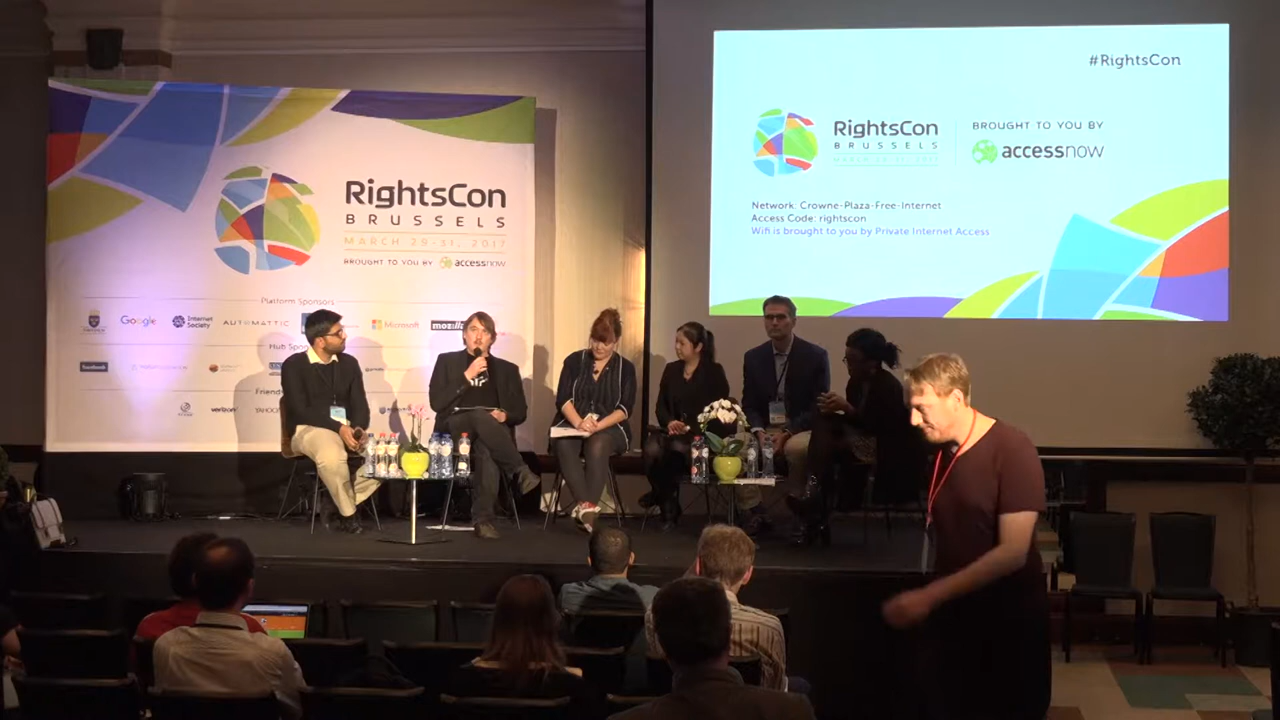 RightsCon
BRUSSELS
MARCH 29-31, 2017
BROUGHT TO YOU BY accessnow
Platform Sponsors
Google
Internet Society
AUTOMATTIC
Microsoft
mozilla
facebook
verizon
#RightsCon
RightsCon
BRUSSELS
BROUGHT TO YOU BY
accessnow
Network: Crowne-Plaza-Free-Internet
Access Code: rightscon
Wifi is brought to you by Private Internet Access